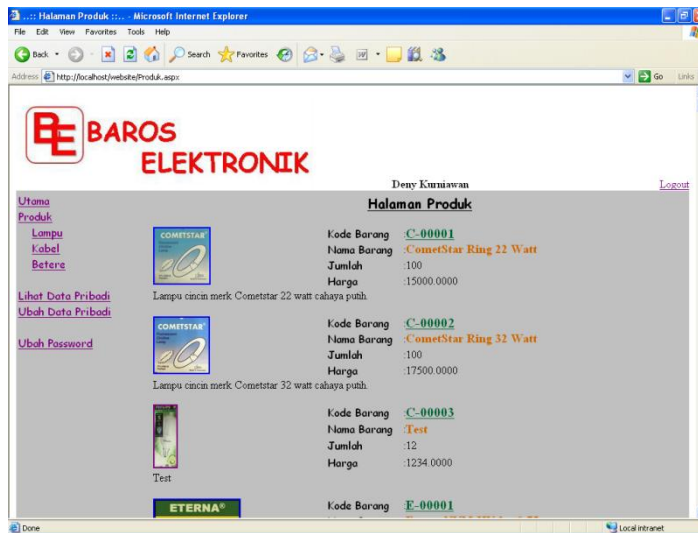 ..:: Halaman Produk ::.. - Microsoft Internet Explorer
File Edit View Favorites Tools Help
Back Search Favorites
Address http://localhost/website/Produk.aspx Go Links
BE BAROS
ELEKTRONIK
Deny Kurniawan Logout
Utama
Produk
Lampu
Kabel
Betere
Lihat Data Pribadi
Ubah Data Pribadi
Ubah Password
Halaman Produk
COMETSTAR
Kode Barang :C-00001
Nama Barang :CometStar Ring 22 Watt
Jumlah :100
Harga :15000.0000
Lampu cincin merk Cometstar 22 watt cahaya putih.
COMETSTAR
Kode Barang :C-00002
Nama Barang :CometStar Ring 32 Watt
Jumlah :100
Harga :17500.0000
Lampu cincin merk Cometstar 32 watt cahaya putih.
Kode Barang :C-00003
Nama Barang :Test
Jumlah :12
Harga :1234.0000
Test
ETERNA®
Kode Barang :E-00001
Done Local intranet